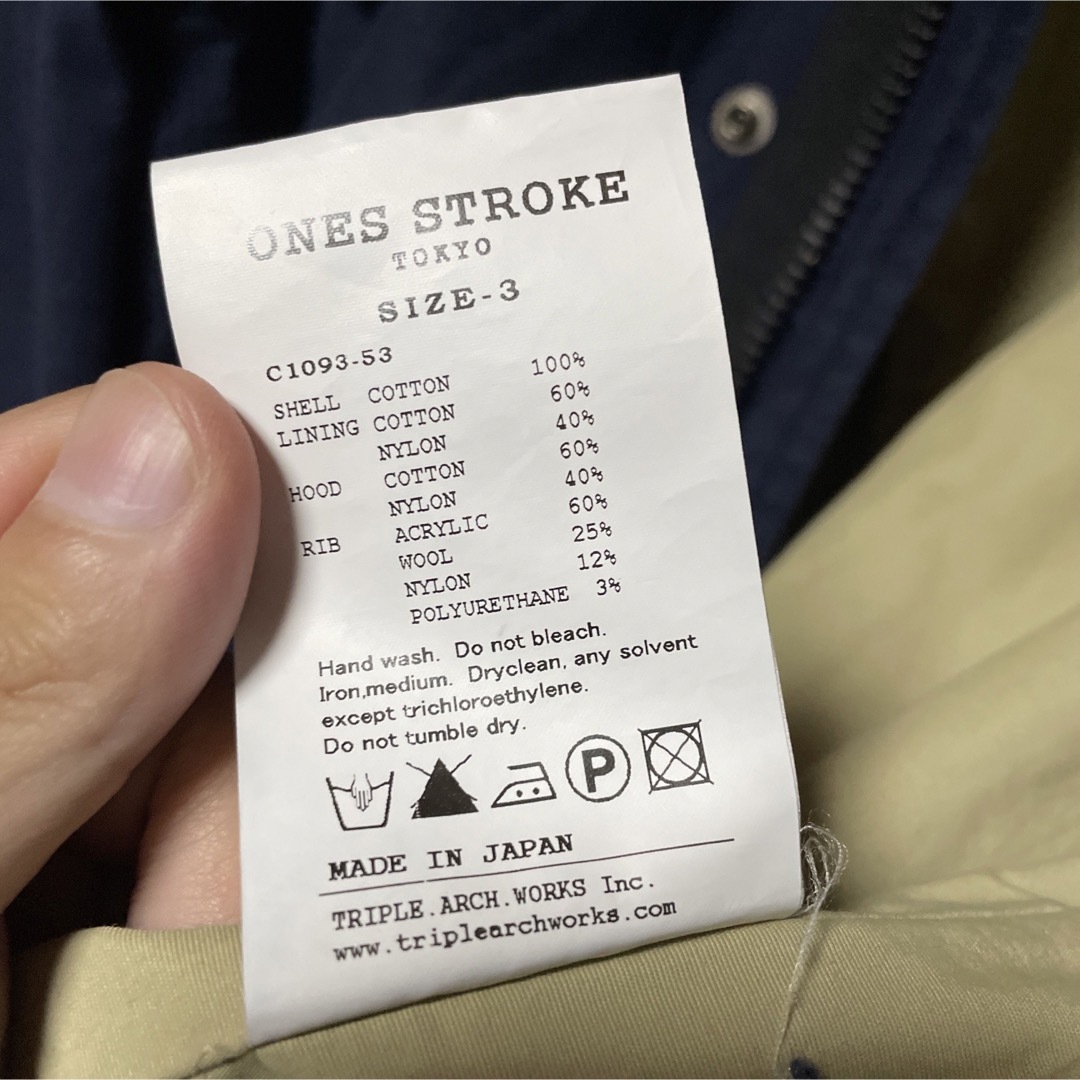 ONES STROKE
TOKYO
SIZE-3
C1093-53
SHELL COTTON 100%
LINING COTTON 60%
NYLON 40%
HOOD COTTON 60%
NYLON 40%
RIB ACRYLIC 60%
WOOL 25%
NYLON 12%
POLYURETHANE 3%
Hand wash. Do not bleach.
Iron,medium. Dryclean, any solvent
except trichloroethylene.
Do not tumble dry.
P
MADE IN JAPAN
TRIPLE.ARCH.WORKS Inc.
www.triplearchworks.com